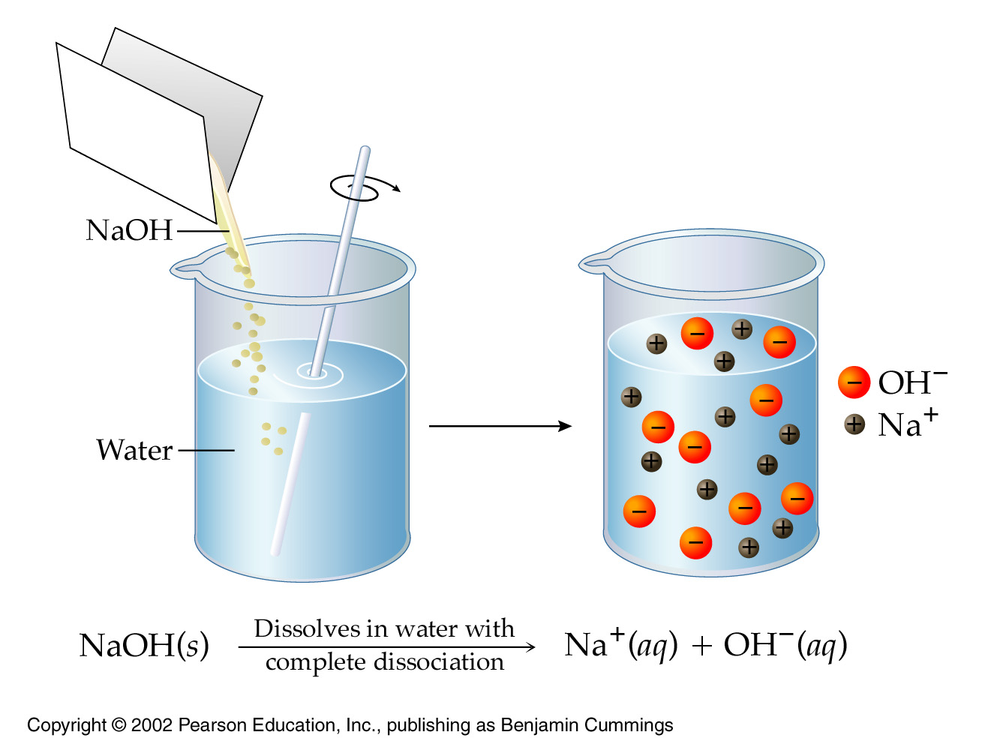 NaOH
Water
OH⁻
Na⁺
NaOH(s)
Dissolves in water with
complete dissociation
Na⁺(aq) + OH⁻(aq)
Copyright © 2002 Pearson Education, Inc., publishing as Benjamin Cummings